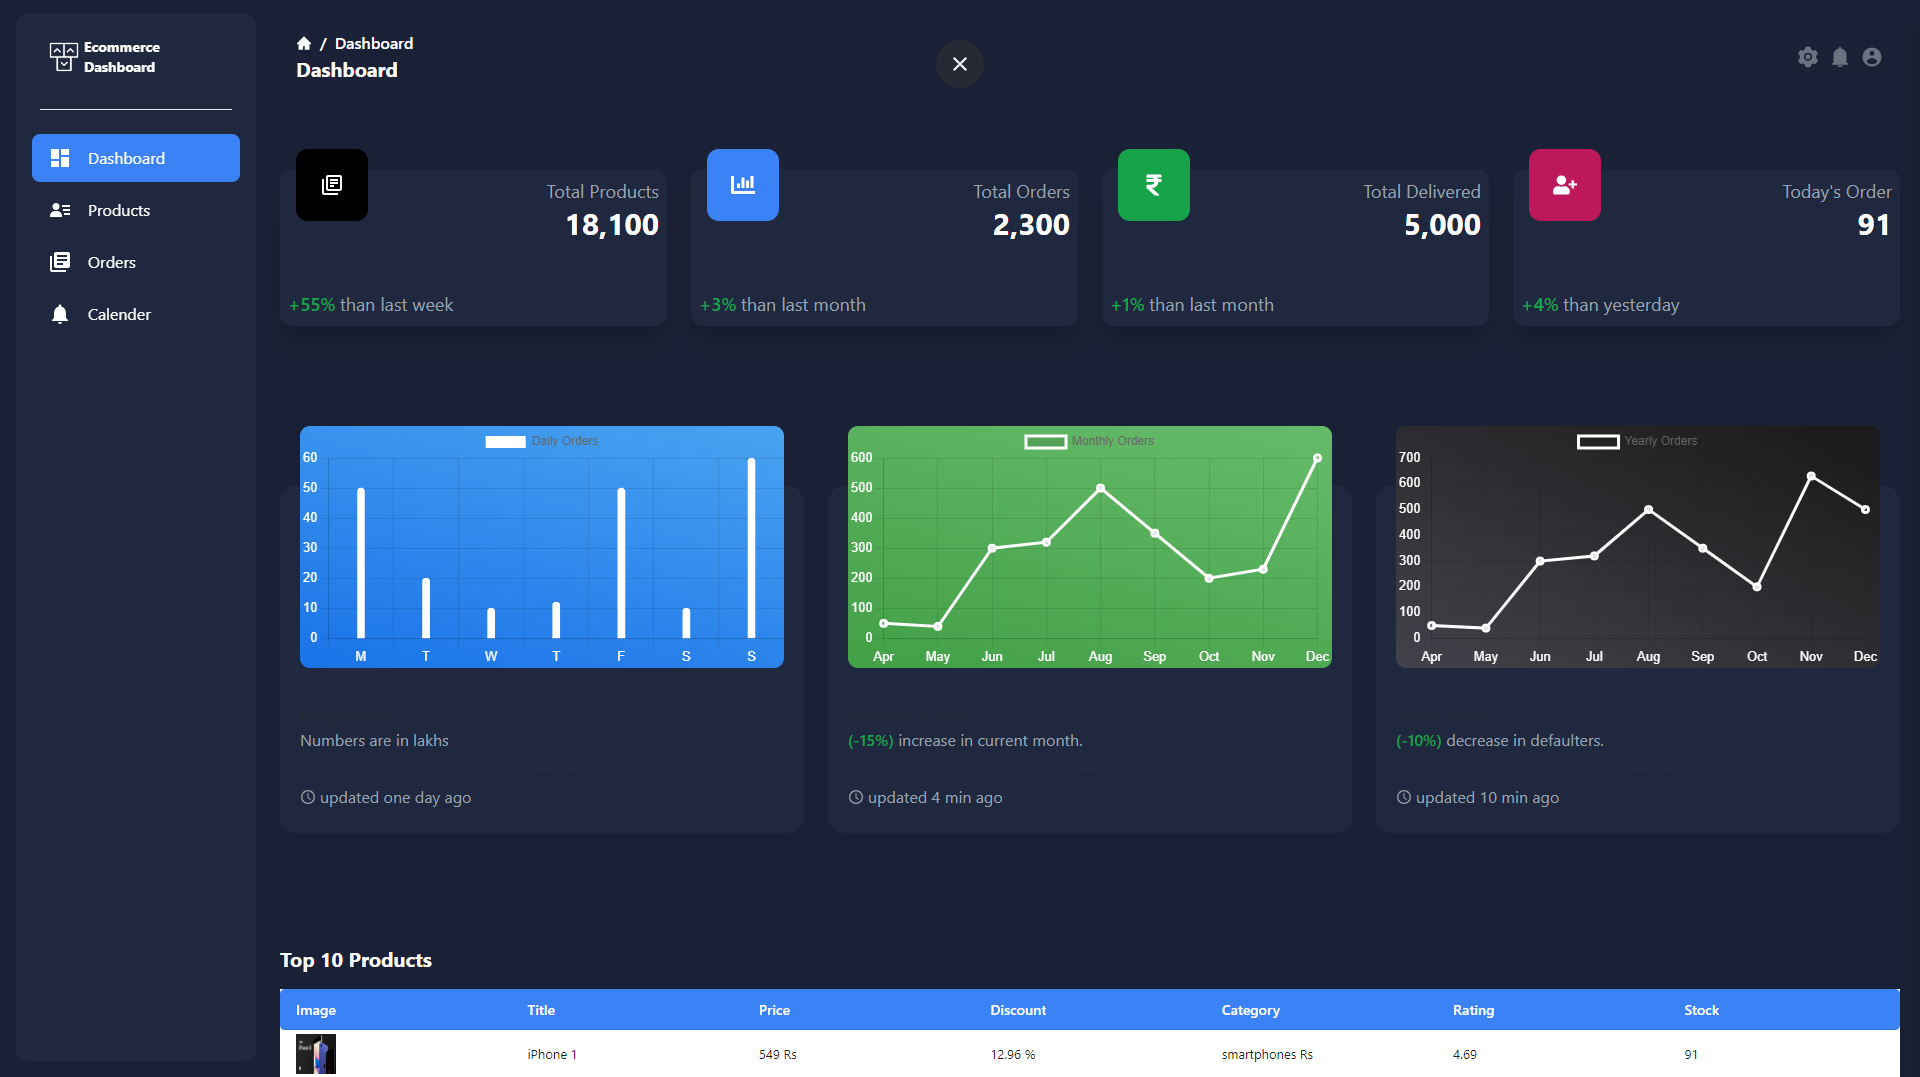 Ecommerce
Dashboard
Dashboard
Products
Orders
Calender
/ Dashboard
Dashboard
Total Products
18,100
+55% than last week
Total Orders
2,300
+3% than last month
₹
Total Delivered
5,000
+1% than last month
Today's Order
91
+4% than yesterday
Daily Orders
60
50
40
30
20
10
0
M T W T F S S
Numbers are in lakhs
updated one day ago
Monthly Orders
600
500
400
300
200
100
0
Apr May Jun Jul Aug Sep Oct Nov Dec
(-15%) increase in current month.
updated 4 min ago
Yearly Orders
700
600
500
400
300
200
100
0
Apr May Jun Jul Aug Sep Oct Nov Dec
(-10%) decrease in defaulters.
updated 10 min ago
Top 10 Products
Image Title Price Discount Category Rating Stock
iPhone 1 549 Rs 12.96 % smartphones Rs 4.69 91